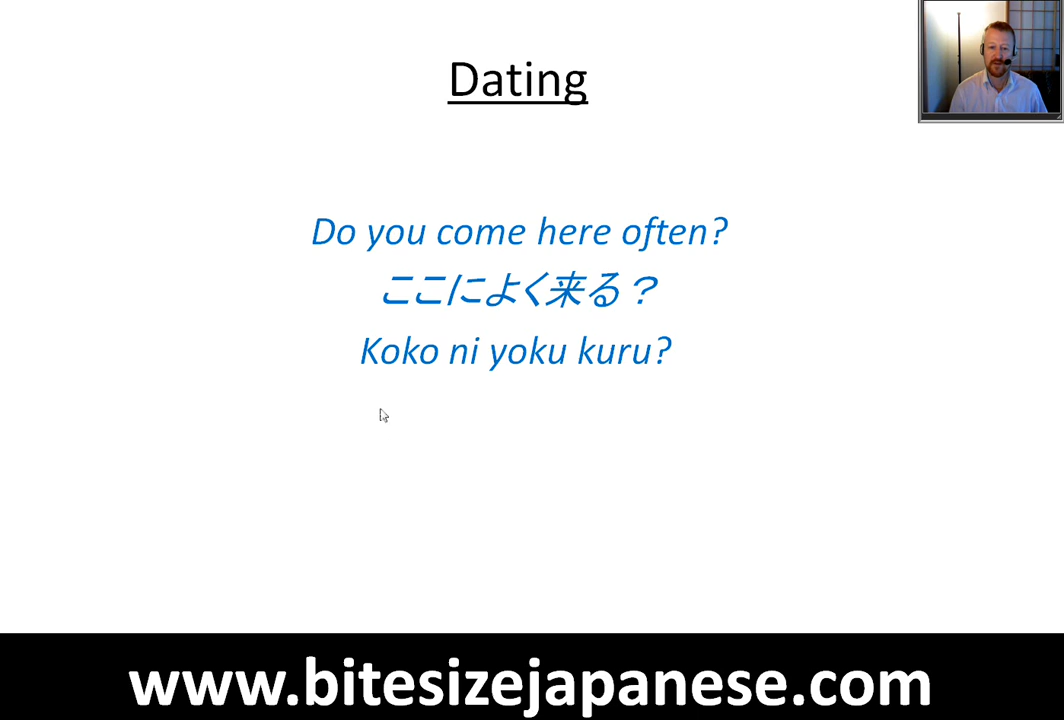 Dating
Do you come here often?
ここによく来る？
Koko ni yoku kuru?
www.bitesizejapanese.com